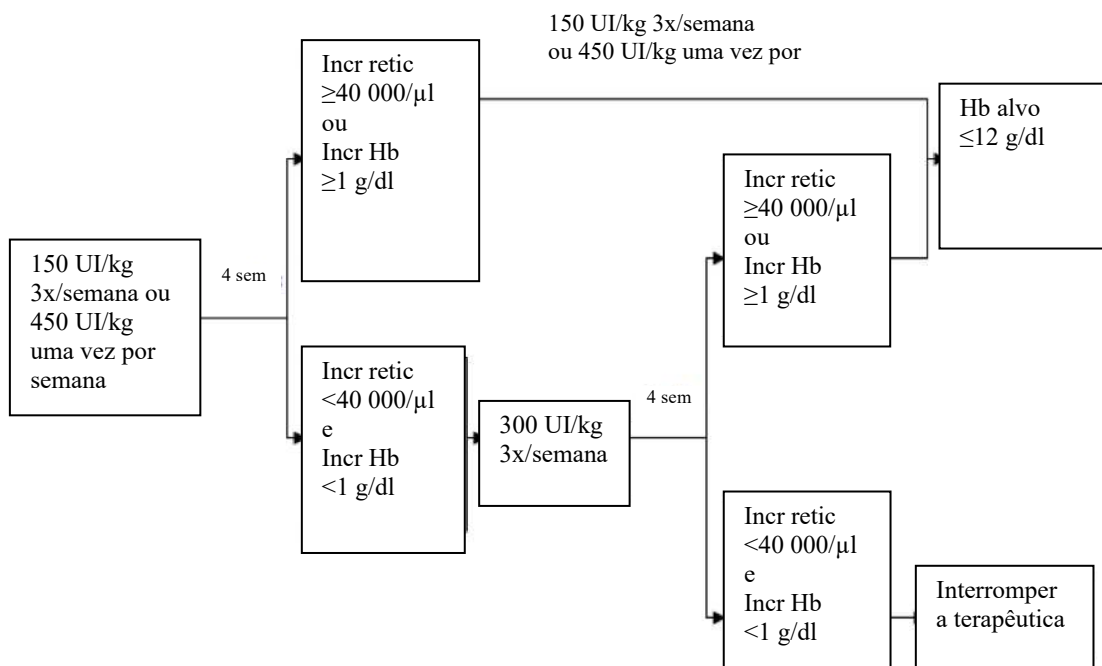 150 UI/kg 3x/semana
ou 450 UI/kg uma vez por
Incr retic
≥40 000/µl
ou
Incr Hb
≥1 g/dl
Hb alvo
≤12 g/dl
Incr retic
≥40 000/µl
ou
Incr Hb
≥1 g/dl
150 UI/kg
3x/semana ou
450 UI/kg
uma vez por
semana
4 sem
Incr retic
<40 000/µl
e
Incr Hb
<1 g/dl
300 UI/kg
3x/semana
4 sem
Incr retic
<40 000/µl
e
Incr Hb
<1 g/dl
Interromper
a terapêutica